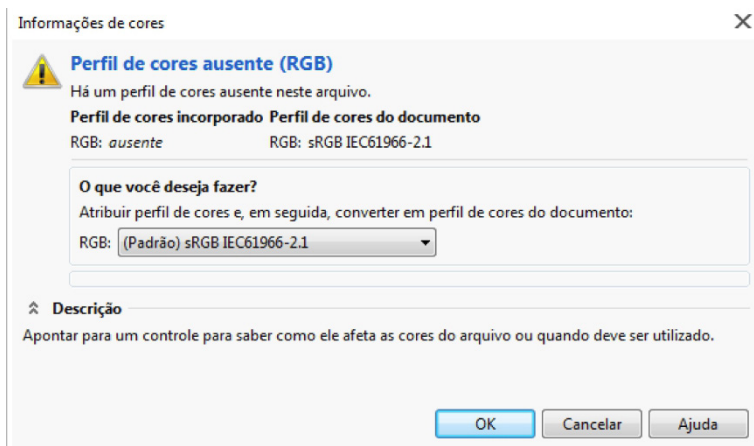 Informações de cores
Perfil de cores ausente (RGB)
Há um perfil de cores ausente neste arquivo.
Perfil de cores incorporado Perfil de cores do documento
RGB: ausente RGB: sRGB IEC61966-2.1
O que você deseja fazer?
Atribuir perfil de cores e, em seguida, converter em perfil de cores do documento:
RGB: (Padrão) sRGB IEC61966-2.1
Descrição
Apontar para um controle para saber como ele afeta as cores do arquivo ou quando deve ser utilizado.
OK Cancelar Ajuda